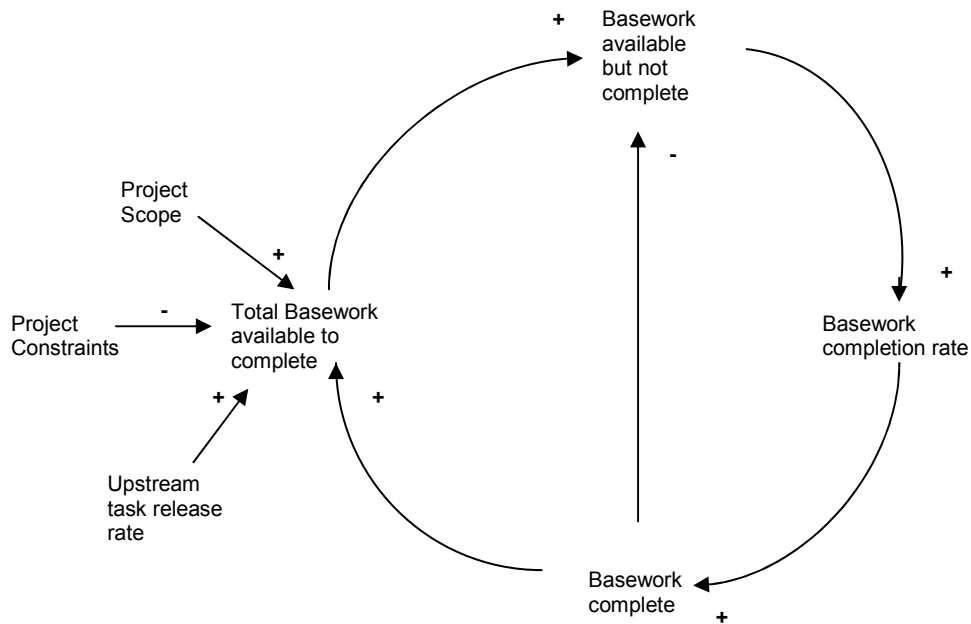 +
Basework
available
but not
complete
-
Project
Scope
+
+
Project
Constraints
-
Total Basework
available to
complete
Basework
completion rate
+
+
Upstream
task release
rate
Basework
complete
+